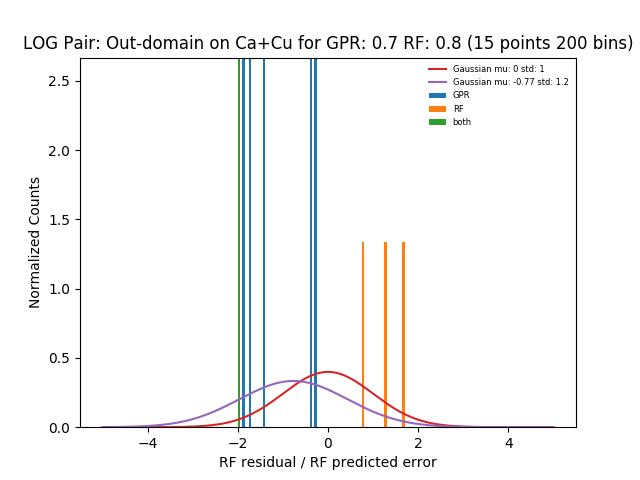 LOG Pair: Out-domain on Ca+Cu for GPR: 0.7 RF: 0.8 (15 points 200 bins)
Gaussian mu: 0 std: 1
Gaussian mu: -0.77 std: 1.2
GPR
RF
both
Normalized Counts
2.5
2.0
1.5
1.0
0.5
0.0
−4 −2 0 2 4
RF residual / RF predicted error